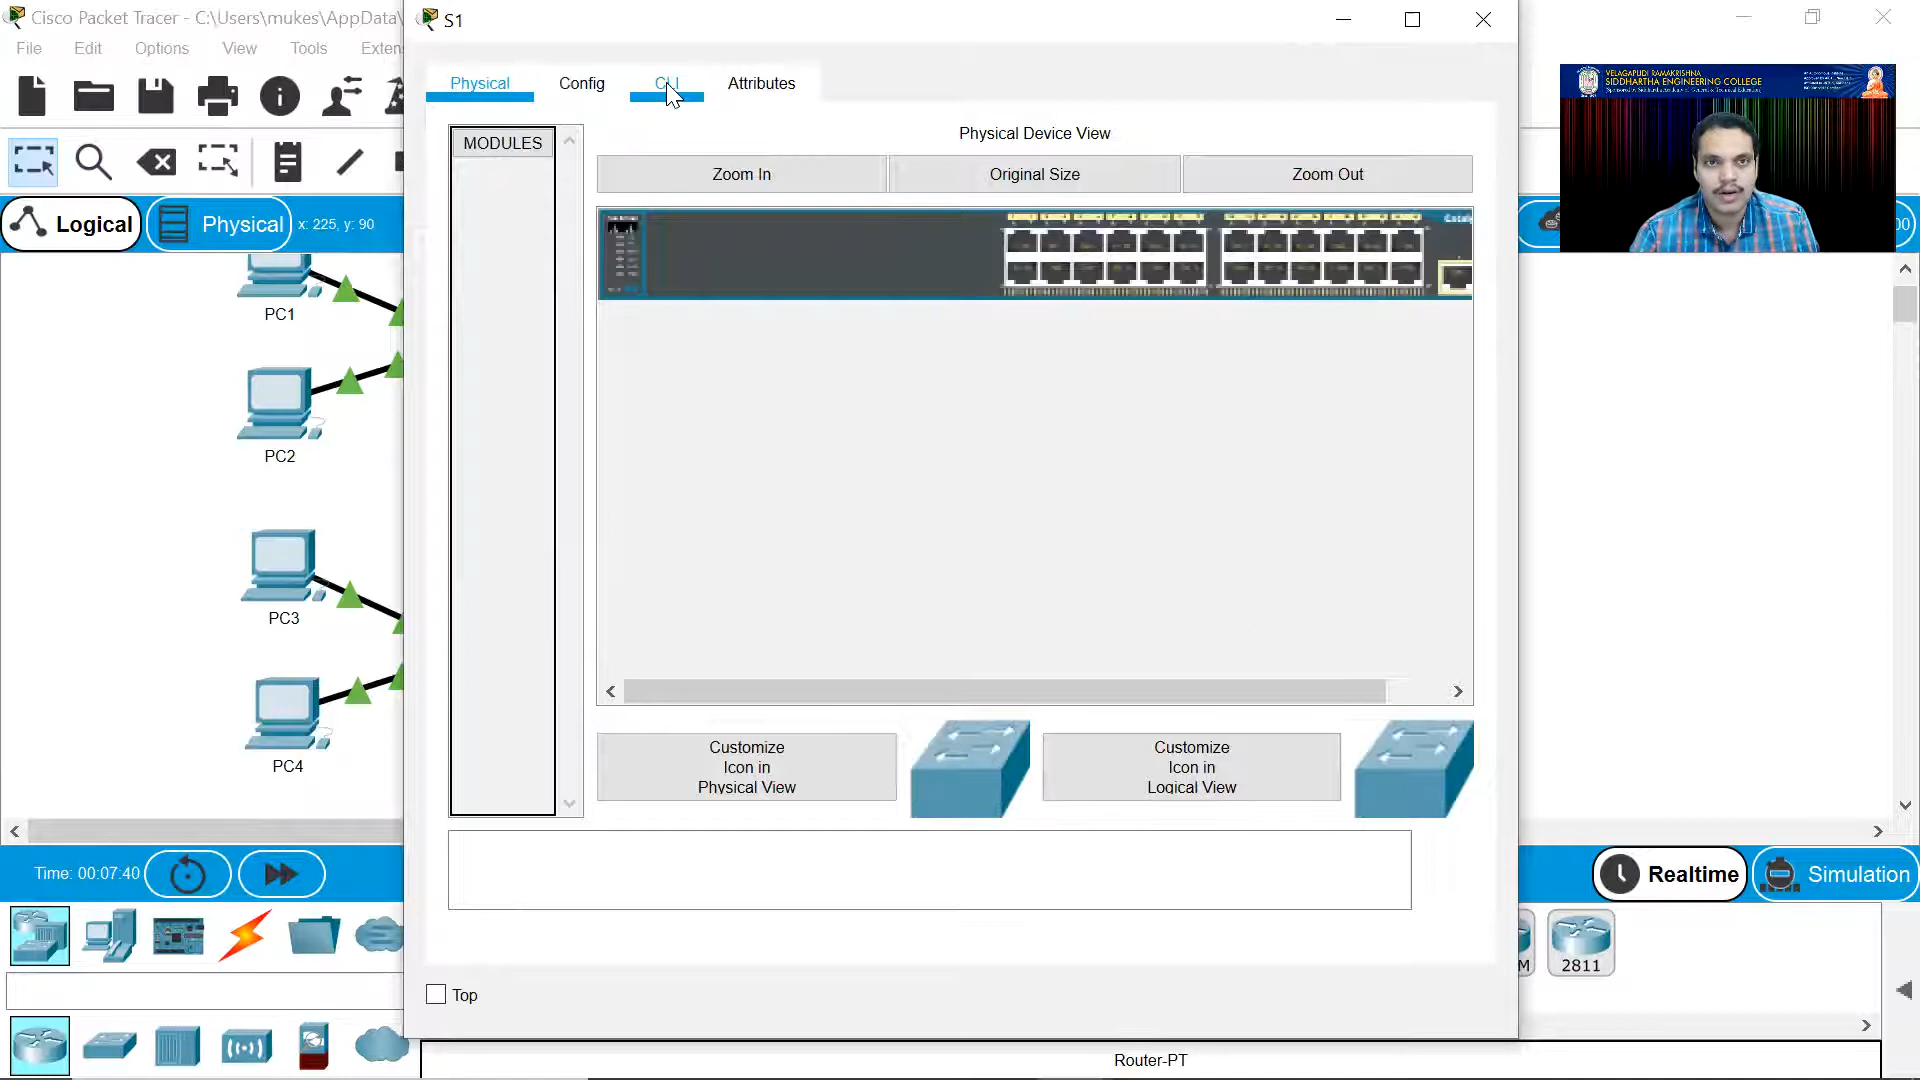 Cisco Packet Tracer - C:\Users\mukes\AppData\
S1
File Edit Options View Tools Exten
Physical Config CLI Attributes
VELAGAPUDI RAMAKRISHNA
SIDDHARTHA ENGINEERING COLLEGE
MODULES
Physical Device View
Zoom In Original Size Zoom Out
Logical Physical x: 225, y: 90
00
PC1
PC2
PC3
PC4
Customize
Icon in
Physical View
Customize
Icon in
Logical View
Time: 00:07:40
Realtime Simulation
M
2811
Top
Router-PT